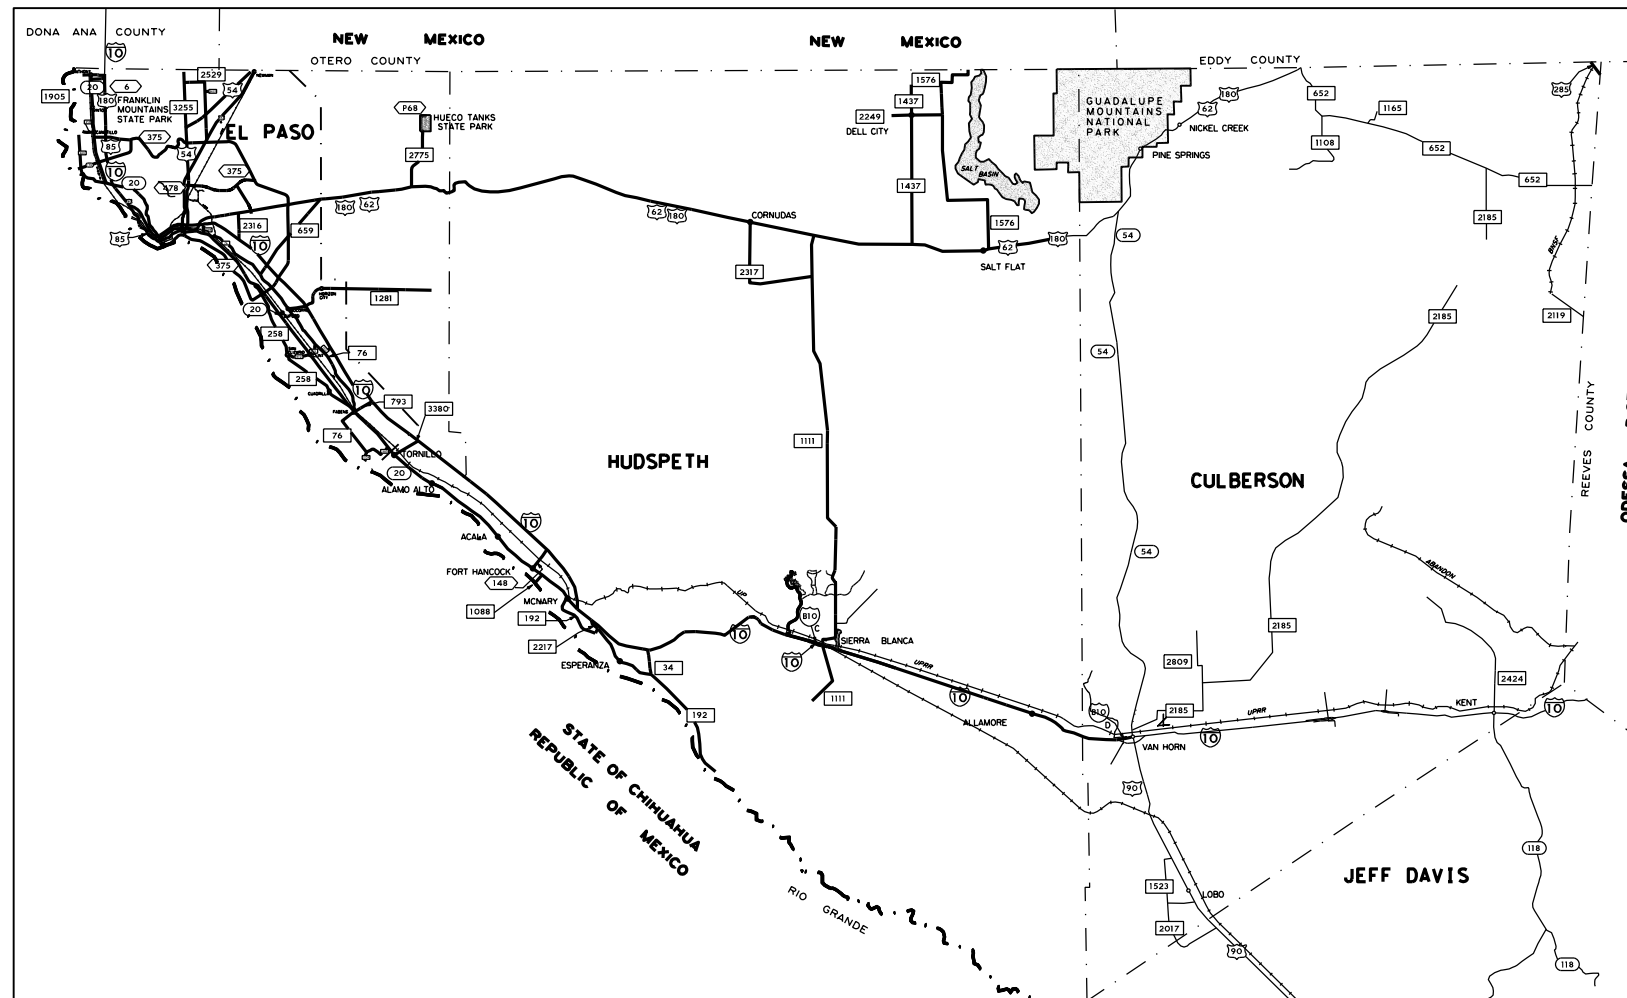 DONA ANA COUNTY
NEW MEXICO
NEW MEXICO
OTERO COUNTY
EDDY COUNTY
10
2529
54
20
6
1905
180
FRANKLIN
MOUNTAINS
STATE PARK
3255
EL PASO
375
85
54
10
375
20
478
P68
HUECO TANKS
STATE PARK
2775
180
62
2316
659
10
85
375
1281
20
258
76
258
10
793
3380
76
TORNILLO
20
ALAMO ALTO
ACALA
10
FORT HANCOCK
148
1088
MCNARY
192
2217
ESPERANZA
34
192
HUDSPETH
62
180
CORNUDAS
2317
1111
1576
1437
2249
DELL CITY
1437
SALT
BASIN
1576
62
180
SALT FLAT
GUADALUPE
MOUNTAINS
NATIONAL
PARK
180
62
NICKEL CREEK
PINE SPRINGS
54
652
1165
1108
652
652
2185
285
BNSF
2119
2185
54
REEVES COUNTY
CULBERSON
54
ABANDON
2185
UP
10
B10
C
SIERRA BLANCA
10
1111
UPRR
10
ALLAMORE
2809
2185
B10
D
VAN HORN
UPRR
10
KENT
2424
10
90
118
JEFF DAVIS
1523
LOBO
2017
90
118
STATE OF CHIHUAHUA
REPUBLIC OF MEXICO
RIO GRANDE